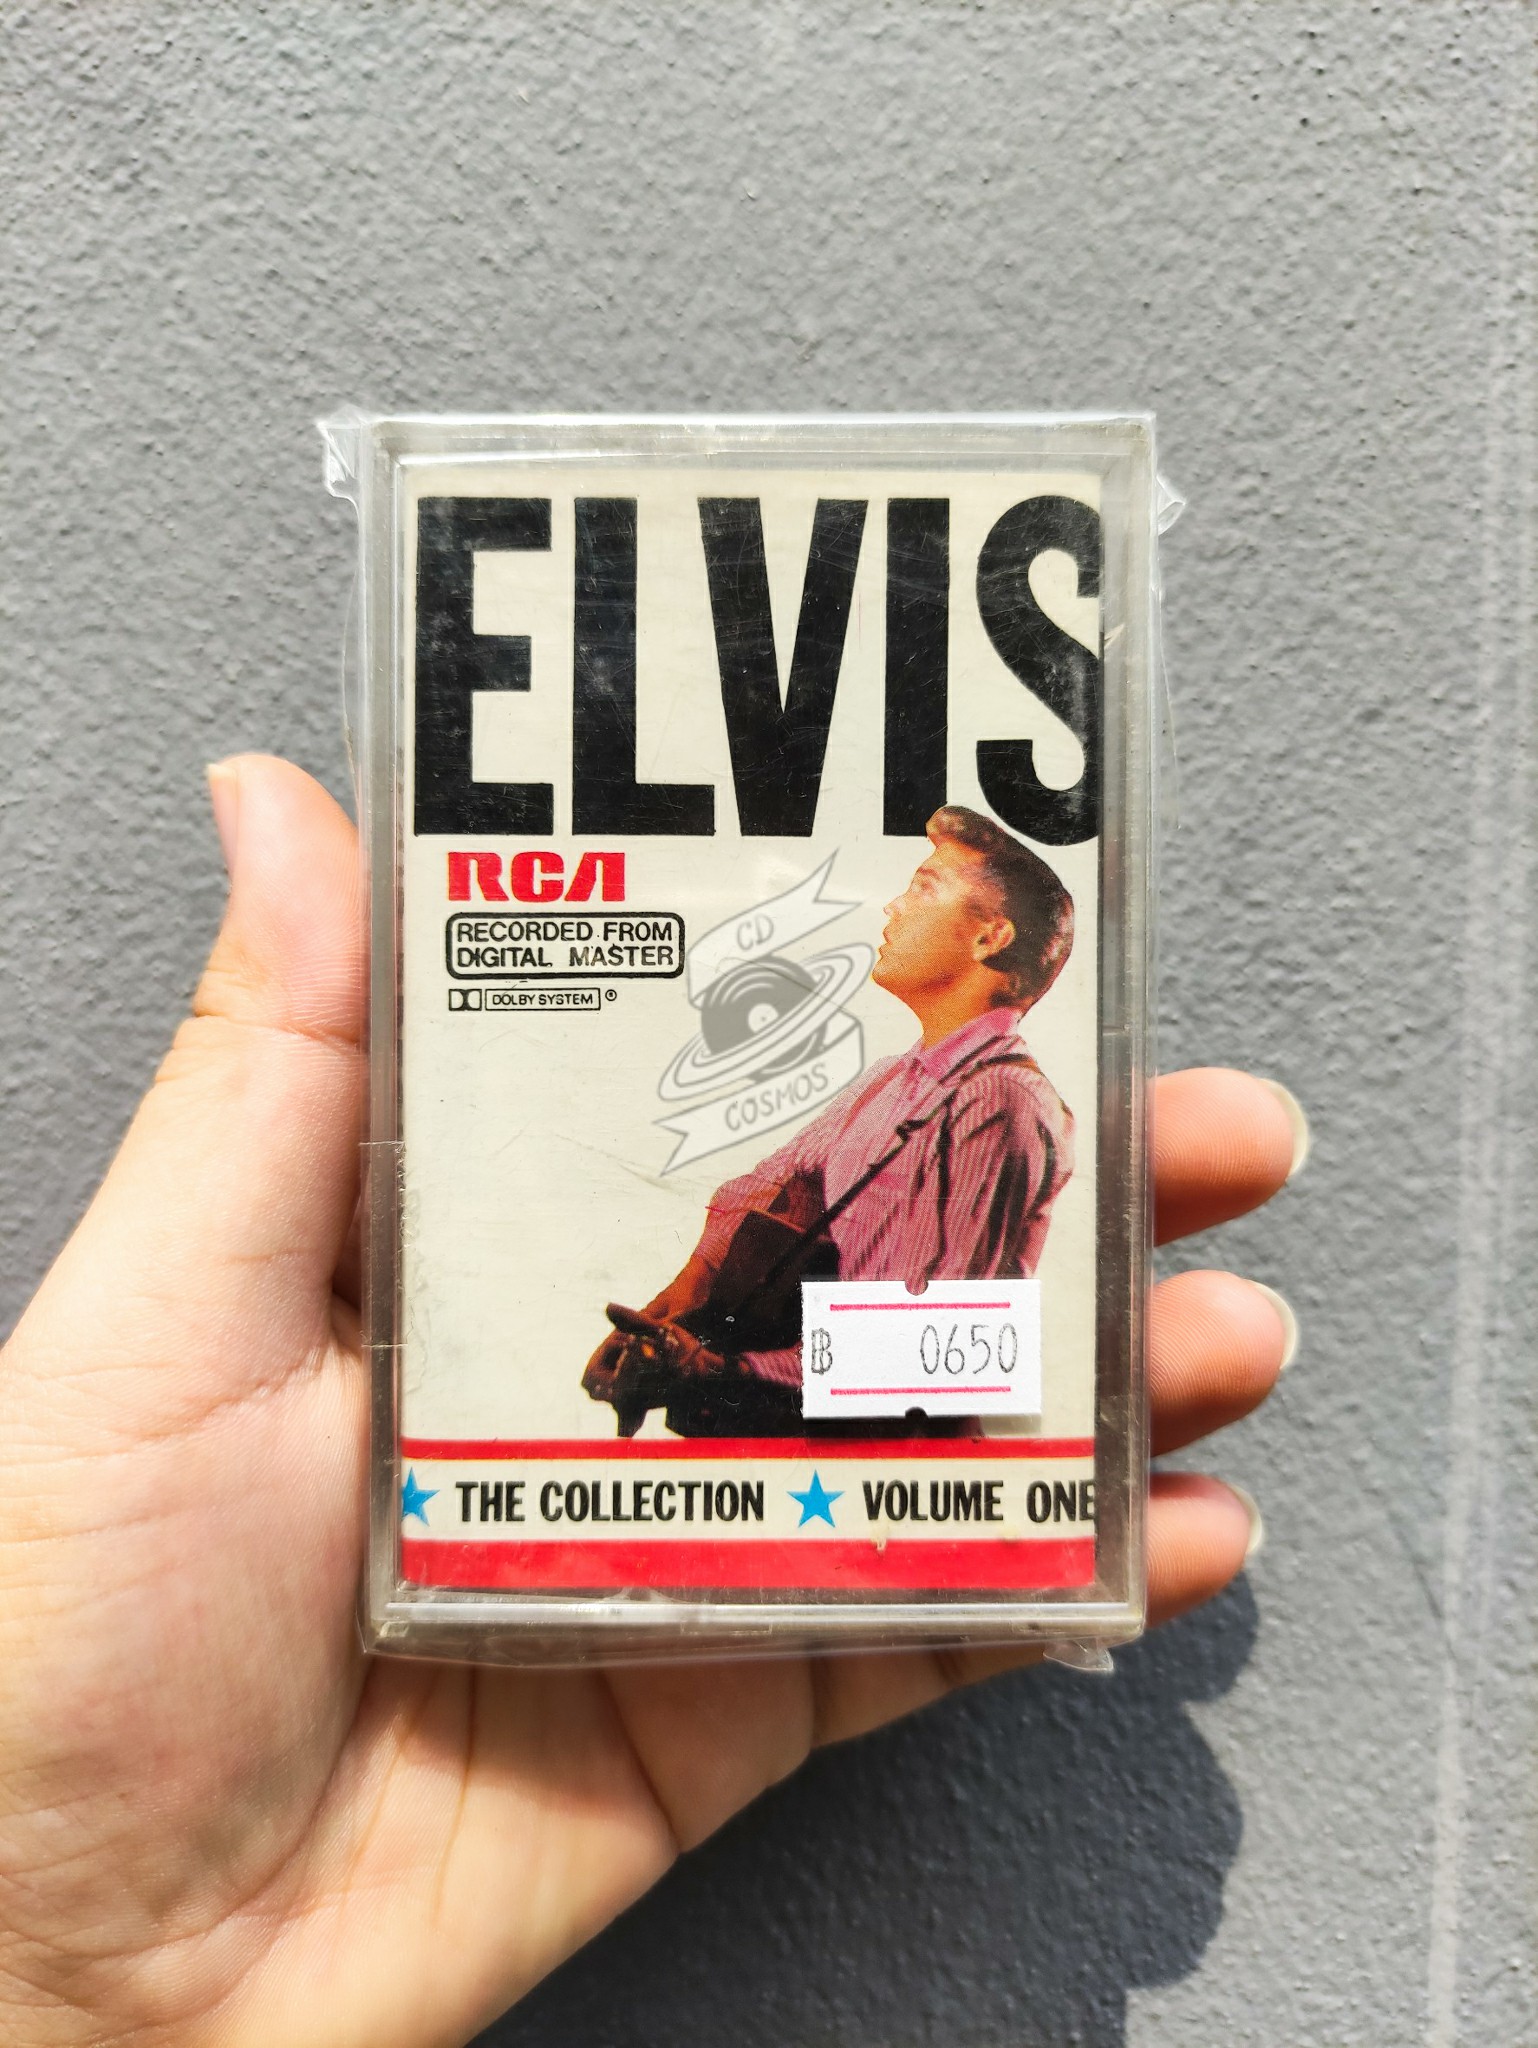 ELVIS
RCA
RECORDED FROM
DIGITAL MASTER
DOLBY SYSTEM ®
CD
COSMOS
฿ 0650
THE COLLECTION ★ VOLUME ONE